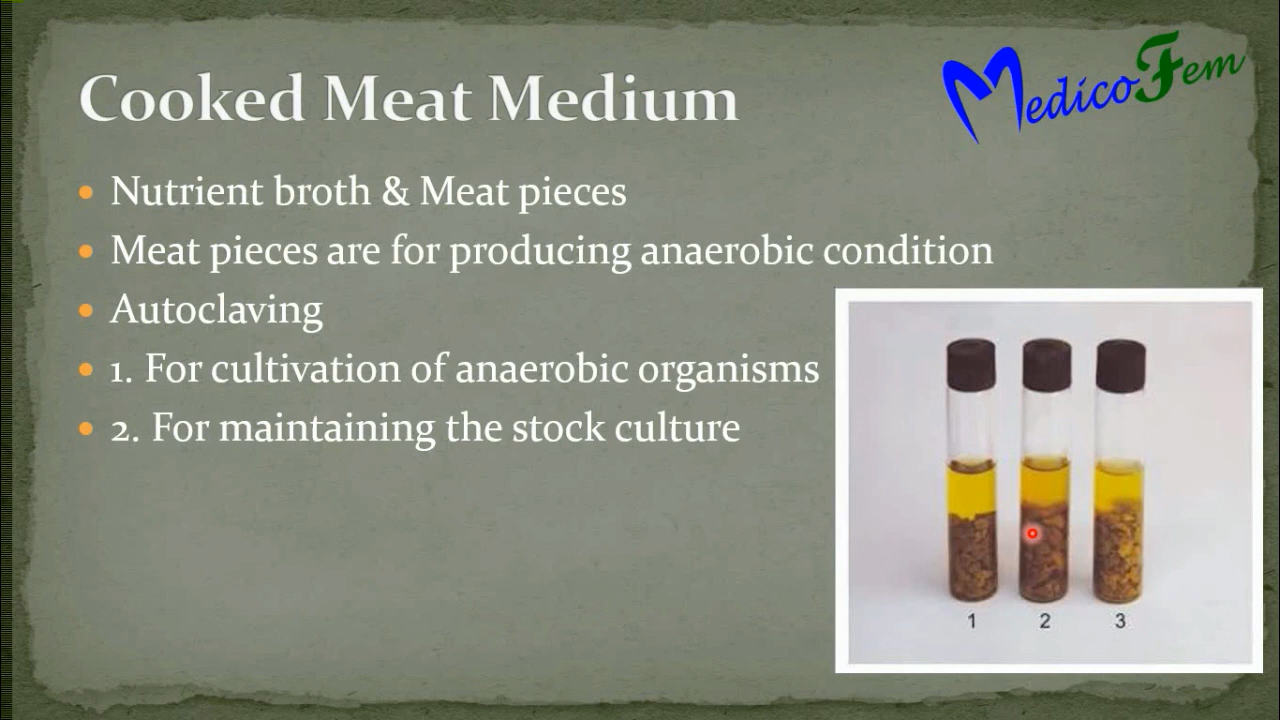 MedicoFem
Cooked Meat Medium
• Nutrient broth & Meat pieces
• Meat pieces are for producing anaerobic condition
• Autoclaving
• 1. For cultivation of anaerobic organisms
• 2. For maintaining the stock culture
1 2 3